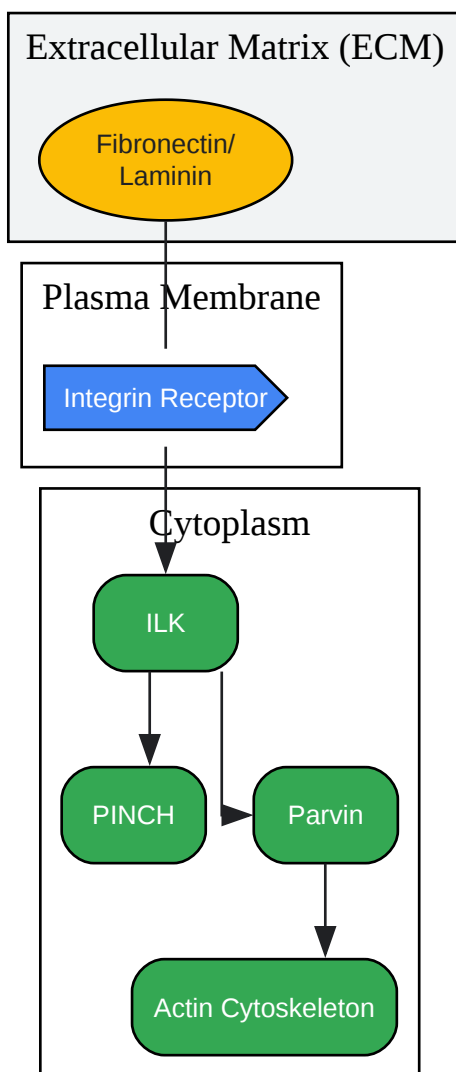 Extracellular Matrix (ECM)
Fibronectin/
Laminin
Plasma Membrane
Integrin Receptor
Cytoplasm
ILK
PINCH
Parvin
Actin Cytoskeleton